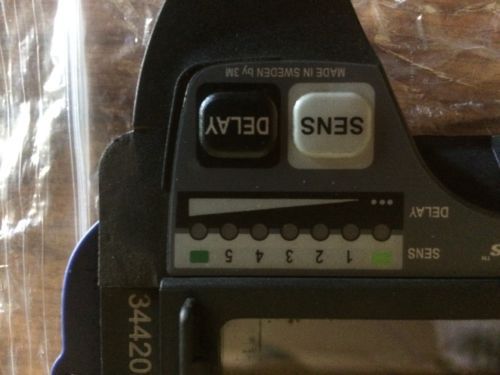 SENS 1 2 3 4 5
DELAY
SENS DELAY
MADE IN SWEDEN by 3M
34420